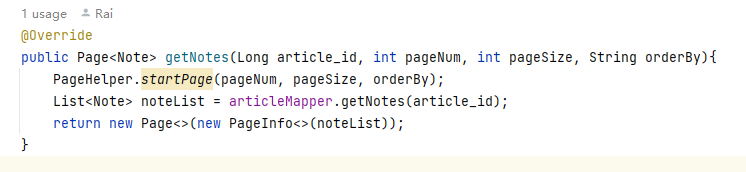 1 usage Rai
@Override
public Page<Note> getNotes(Long article_id, int pageNum, int pageSize, String orderBy){
PageHelper.startPage(pageNum, pageSize, orderBy);
List<Note> noteList = articleMapper.getNotes(article_id);
return new Page<>(new PageInfo<>(noteList));
}